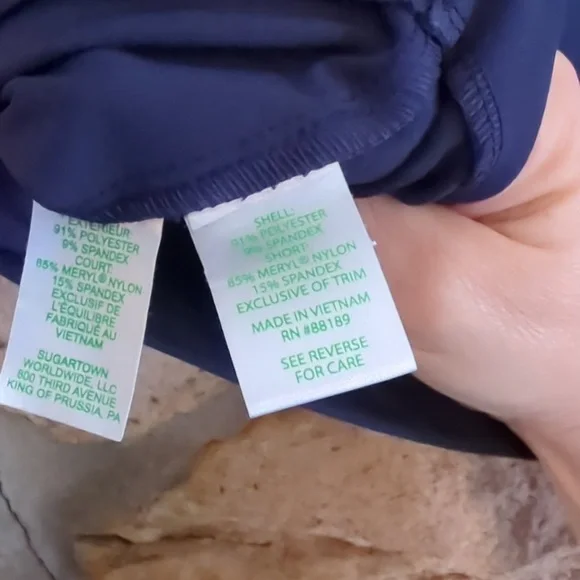 EXTERIEUR:
91% POLYESTER
9% SPANDEX
COURT:
85% MERYL® NYLON
15% SPANDEX
EXCLUSIF DE
L'ÉQUILIBRE
FABRIQUÉ AU
VIETNAM
SUGARTOWN
WORLDWIDE, LLC
800 THIRD AVENUE
KING OF PRUSSIA, PA
SHELL:
91% POLYESTER
9% SPANDEX
SHORT:
85% MERYL® NYLON
15% SPANDEX
EXCLUSIVE OF TRIM
MADE IN VIETNAM
RN #88189
SEE REVERSE
FOR CARE